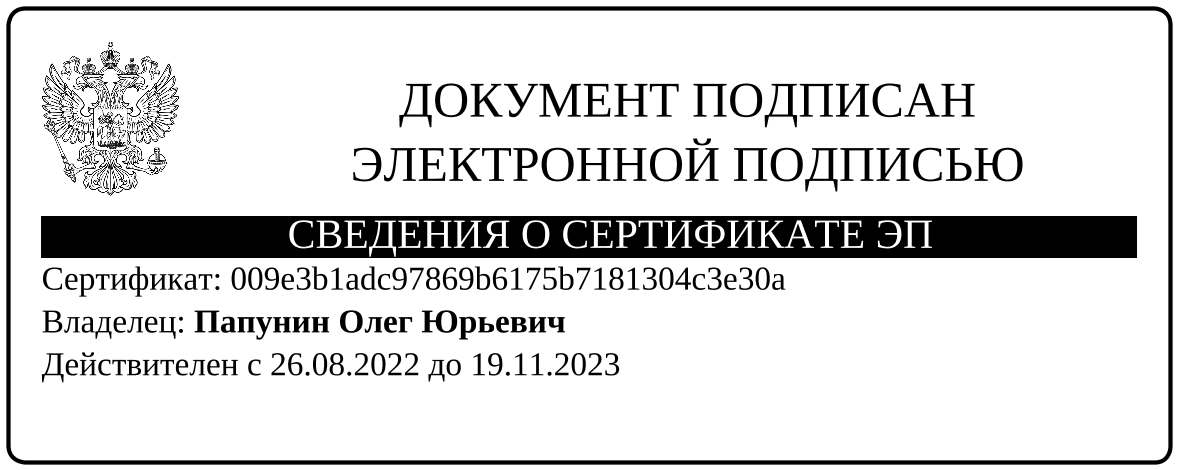 ДОКУМЕНТ ПОДПИСАН
ЭЛЕКТРОННОЙ ПОДПИСЬЮ
СВЕДЕНИЯ О СЕРТИФИКАТЕ ЭП
Сертификат: 009e3b1adc97869b6175b7181304c3e30a
Владелец: Папунин Олег Юрьевич
Действителен с 26.08.2022 до 19.11.2023